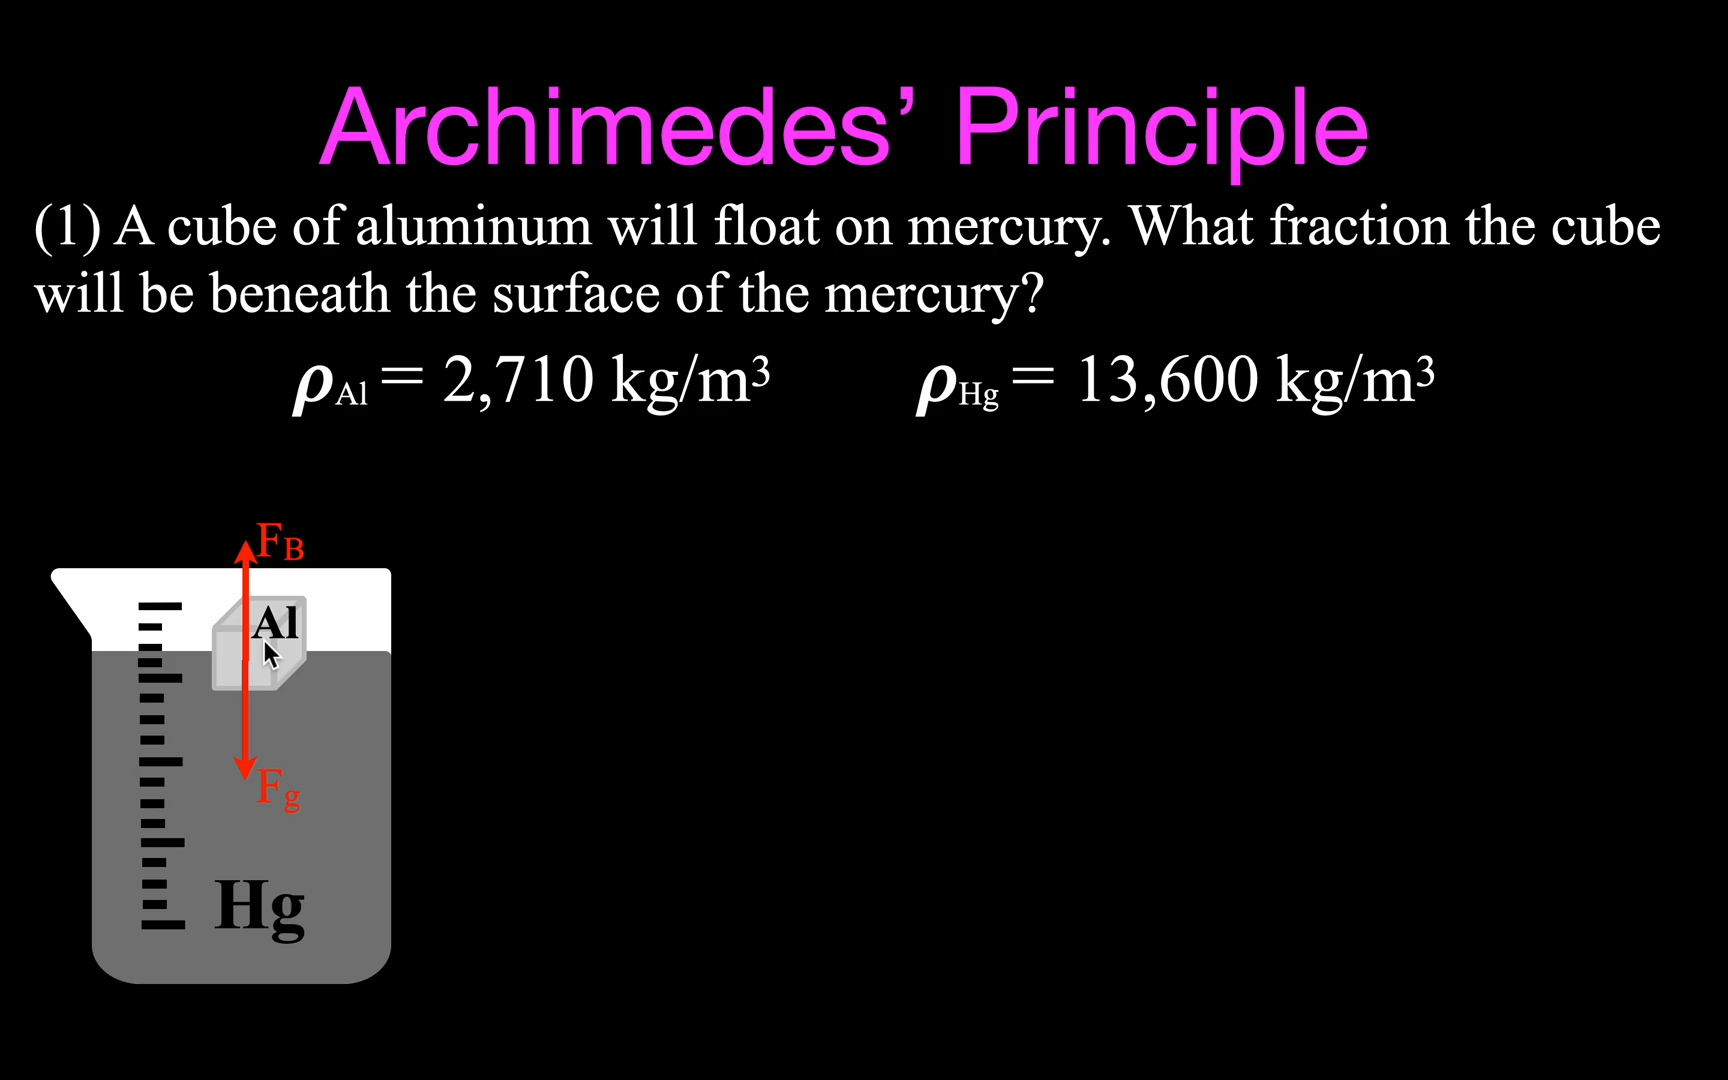 Archimedes’ Principle
(1) A cube of aluminum will float on mercury. What fraction the cube
will be beneath the surface of the mercury?
ρAl = 2,710 kg/m³ ρHg = 13,600 kg/m³
FB
Al
Fg
Hg